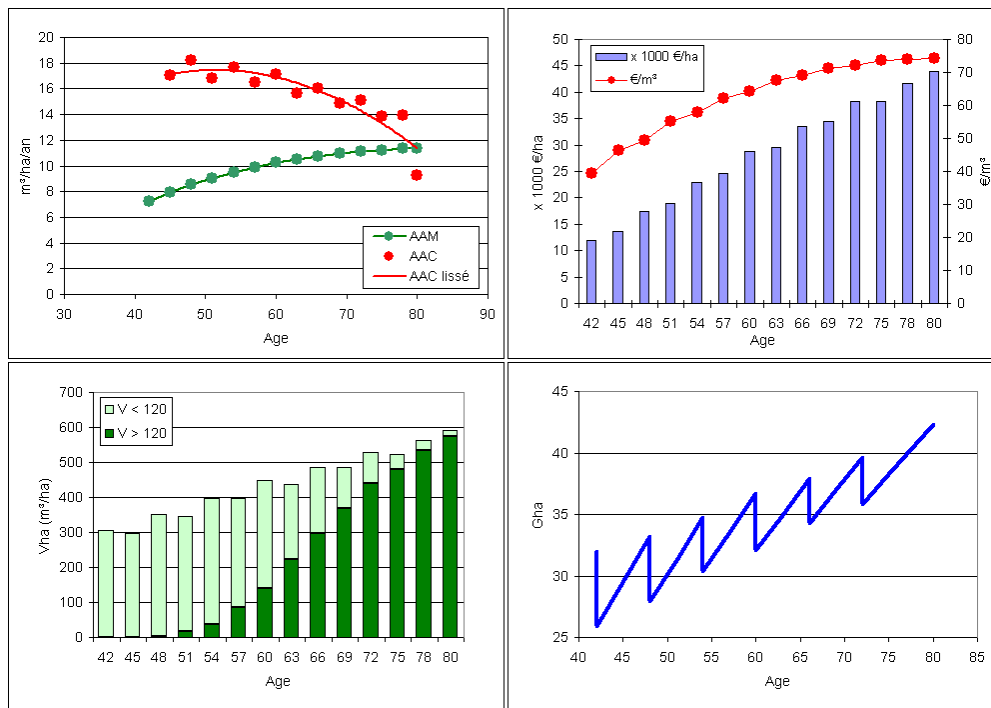 20
18
16
14
12
10
8
6
4
2
0
m³/ha/an
30 40 50 60 70 80 90
Age
AAM
AAC
AAC lissé
50
45
40
35
30
25
20
15
10
5
0
x 1000 €/ha
80
70
60
50
40
30
20
10
0
€/m³
42 45 48 51 54 57 60 63 66 69 72 75 78 80
Age
x 1000 €/ha
€/m³
700
600
500
400
300
200
100
0
Vha (m³/ha)
42 45 48 51 54 57 60 63 66 69 72 75 78 80
Age
V < 120
V > 120
45
40
35
30
25
Gha
40 45 50 55 60 65 70 75 80 85
Age